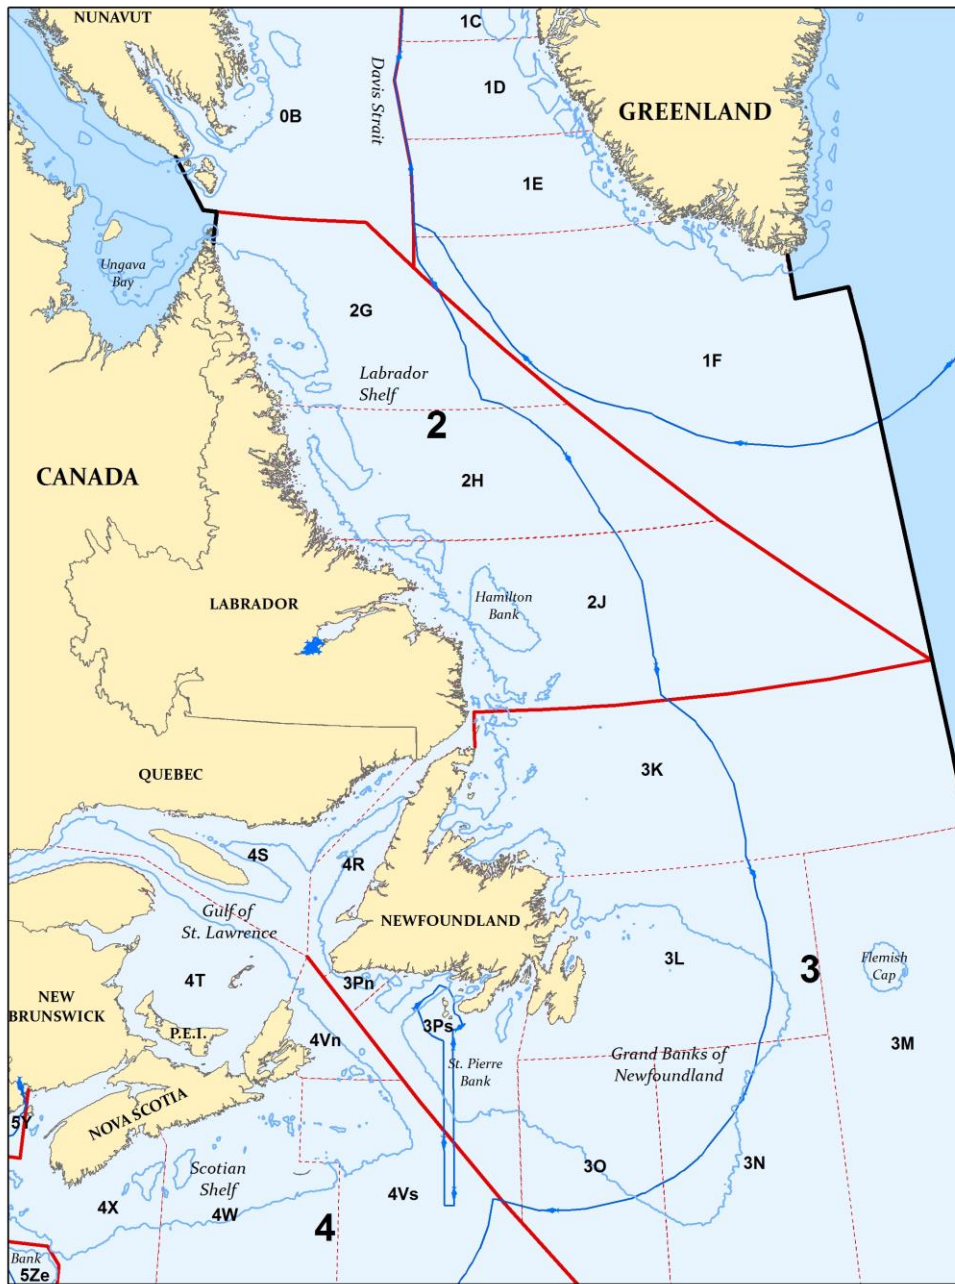 NUNAVUT
1C
Davis Strait
1D
0B
GREENLAND
1E
Ungava
Bay
2G
1F
Labrador
Shelf
2
CANADA
2H
LABRADOR
Hamilton
Bank
2J
QUEBEC
3K
4S
4R
Gulf of
St. Lawrence
NEWFOUNDLAND
3L
3
Flemish
Cap
4T
3Pn
NEW
BRUNSWICK
P.E.I.
4Vn
3Ps
3M
St. Pierre
Bank
Grand Banks of
Newfoundland
5Y
NOVA SCOTIA
Scotian
Shelf
3O
3N
4X
4W
4Vs
4
Bank
5Ze